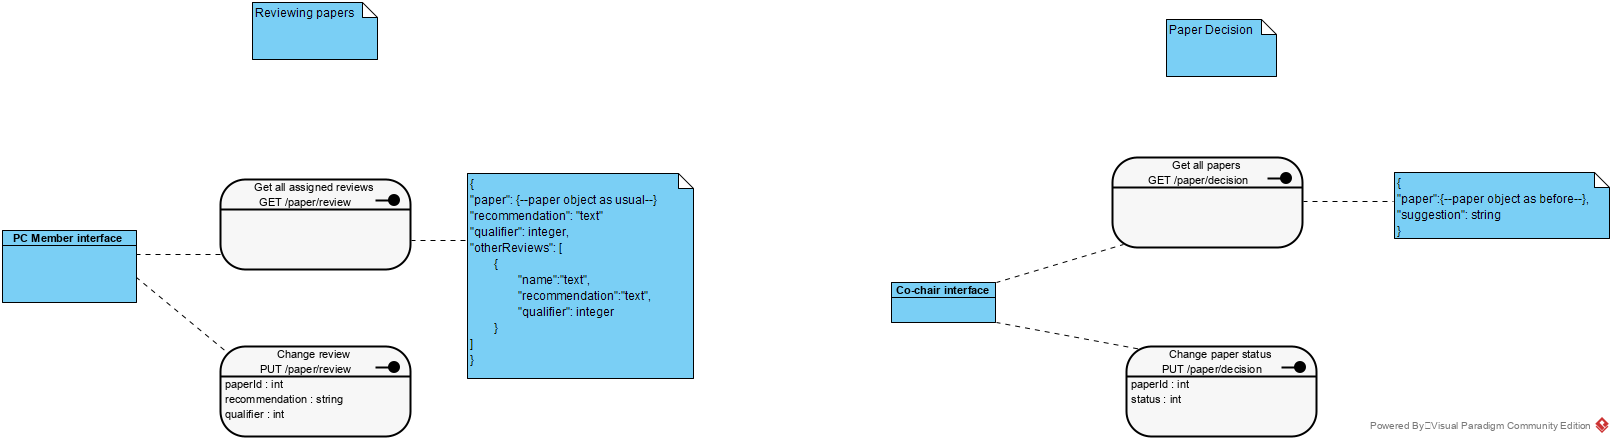 Reviewing papers
Get all assigned reviews
GET /paper/review
PC Member interface
{
"paper": {--paper object as usual--}
"recommendation": "text"
"qualifier": integer,
"otherReviews": [
{
"name":"text",
"recommendation":"text",
"qualifier": integer
}
]
}
Change review
PUT /paper/review
paperId : int
recommendation : string
qualifier : int
Paper Decision
Get all papers
GET /paper/decision
{
"paper":{--paper object as before--},
"suggestion": string
}
Co-chair interface
Change paper status
PUT /paper/decision
paperId : int
status : int
Powered By Visual Paradigm Community Edition